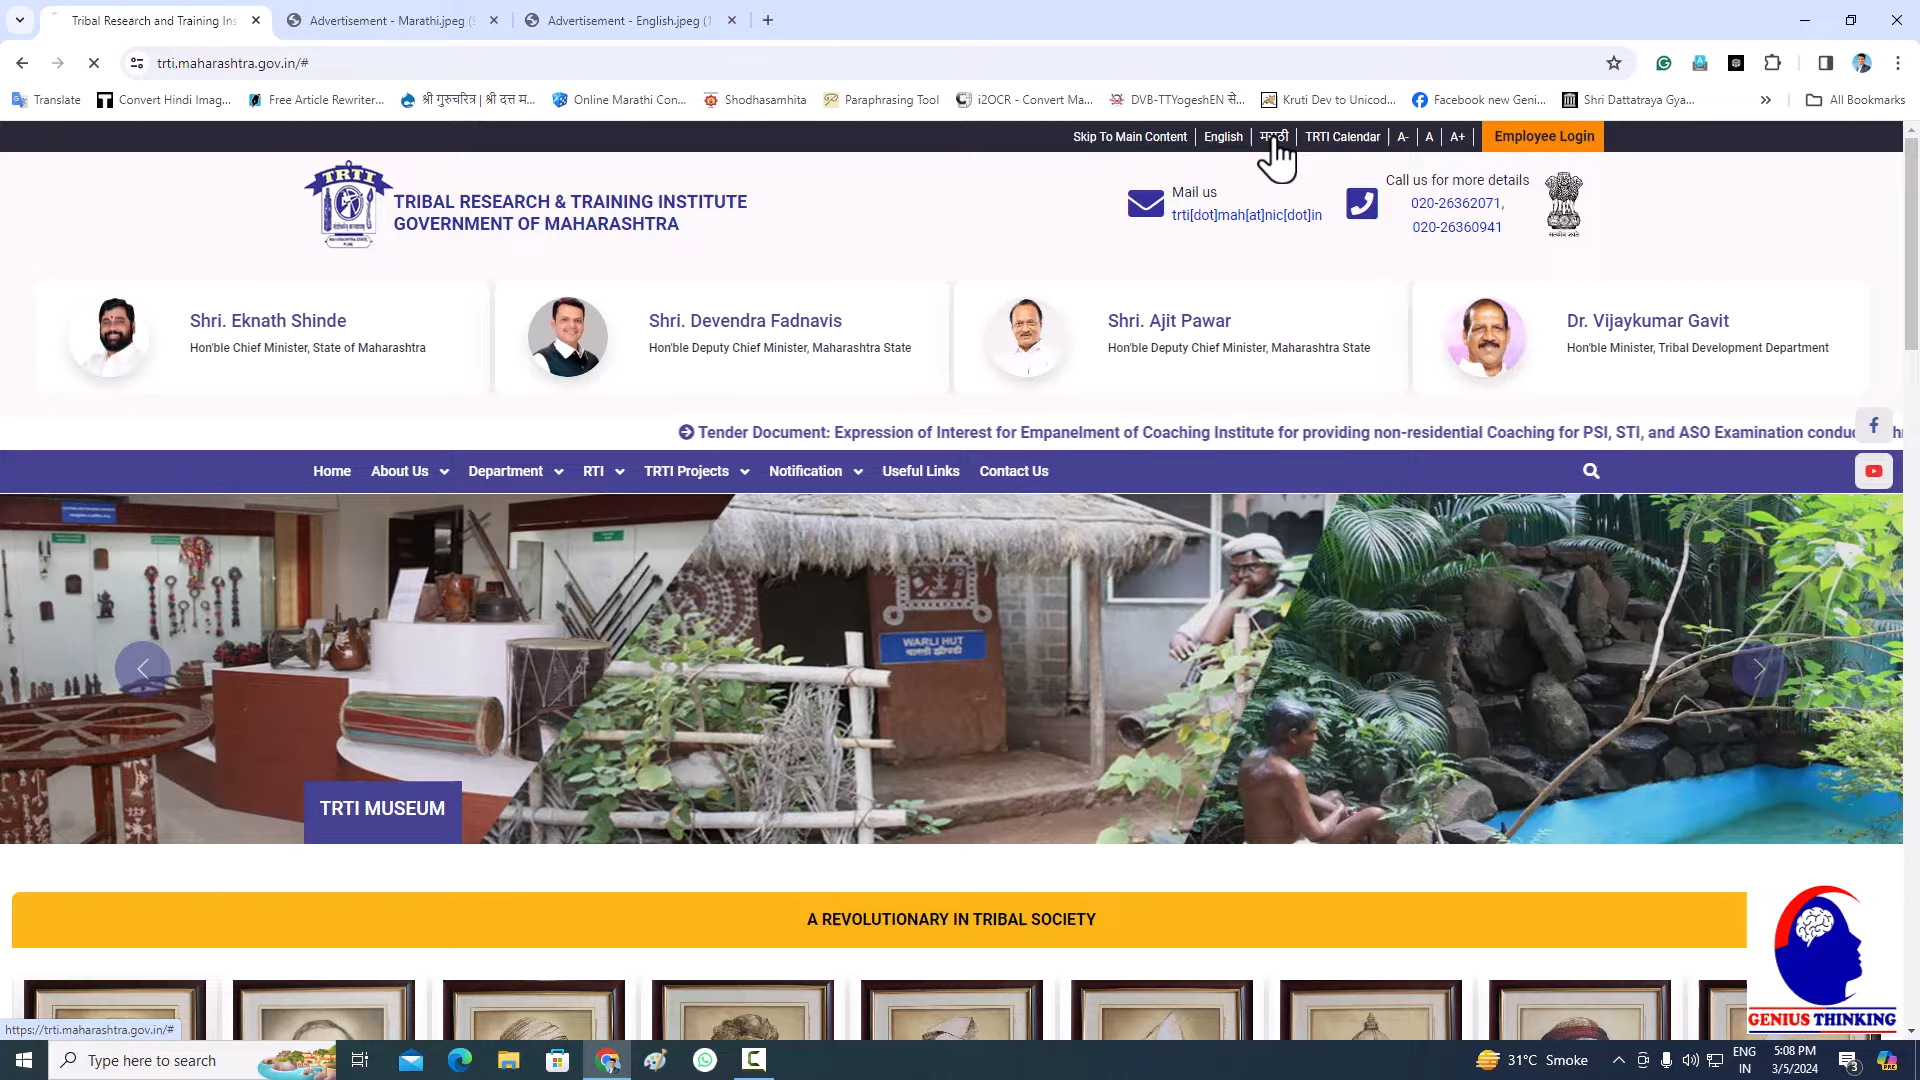 Tribal Research and Training Ins
Advertisement - Marathi.jpeg (
Advertisement - English.jpeg (1
trti.maharashtra.gov.in/#
Translate
Convert Hindi Imag...
Free Article Rewriter...
श्री गुरुचरित्र | श्री दत्त म...
Online Marathi Con...
Shodhasamhita
Paraphrasing Tool
i2OCR - Convert Ma...
DVB-TTYogeshEN से...
Kruti Dev to Unicod...
Facebook new Geni...
Shri Dattatraya Gya...
All Bookmarks
Skip To Main Content
English
मराठी
TRTI Calendar
A-
A
A+
Employee Login
TRTI
TRIBAL RESEARCH & TRAINING INSTITUTE
GOVERNMENT OF MAHARASHTRA
Mail us
trti[dot]mah[at]nic[dot]in
Call us for more details
020-26362071,
020-26360941
Shri. Eknath Shinde
Hon'ble Chief Minister, State of Maharashtra
Shri. Devendra Fadnavis
Hon'ble Deputy Chief Minister, Maharashtra State
Shri. Ajit Pawar
Hon'ble Deputy Chief Minister, Maharashtra State
Dr. Vijaykumar Gavit
Hon'ble Minister, Tribal Development Department
Tender Document: Expression of Interest for Empanelment of Coaching Institute for providing non-residential Coaching for PSI, STI, and ASO Examination
Home
About Us
Department
RTI
TRTI Projects
Notification
Useful Links
Contact Us
WARLI HUT
वारली झोपडी
TRTI MUSEUM
A REVOLUTIONARY IN TRIBAL SOCIETY
GENIUS THINKING
https://trti.maharashtra.gov.in/#
Type here to search
31°C Smoke
ENG
IN
5:08 PM
3/5/2024
3